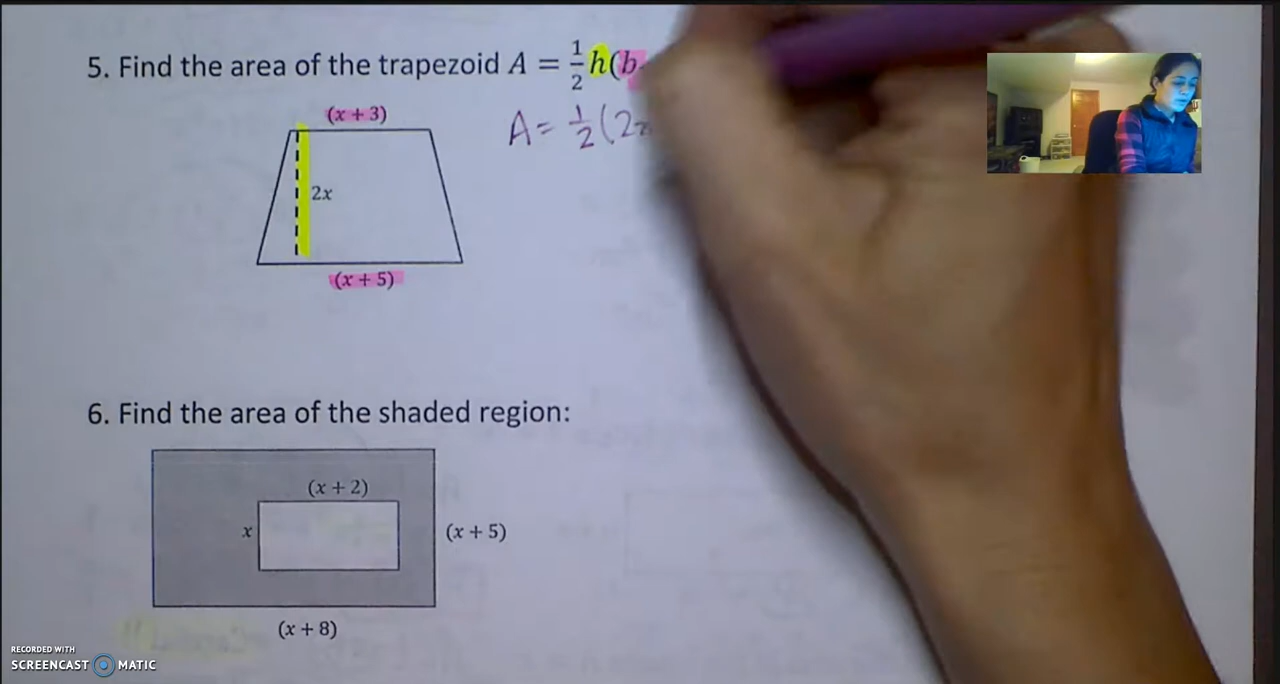 5. Find the area of the trapezoid A = 1/2 h(b
A = 1/2 (2x
(x + 3)
2x
(x + 5)
6. Find the area of the shaded region:
(x + 2)
x
(x + 5)
(x + 8)
RECORDED WITH
SCREENCAST MATIC